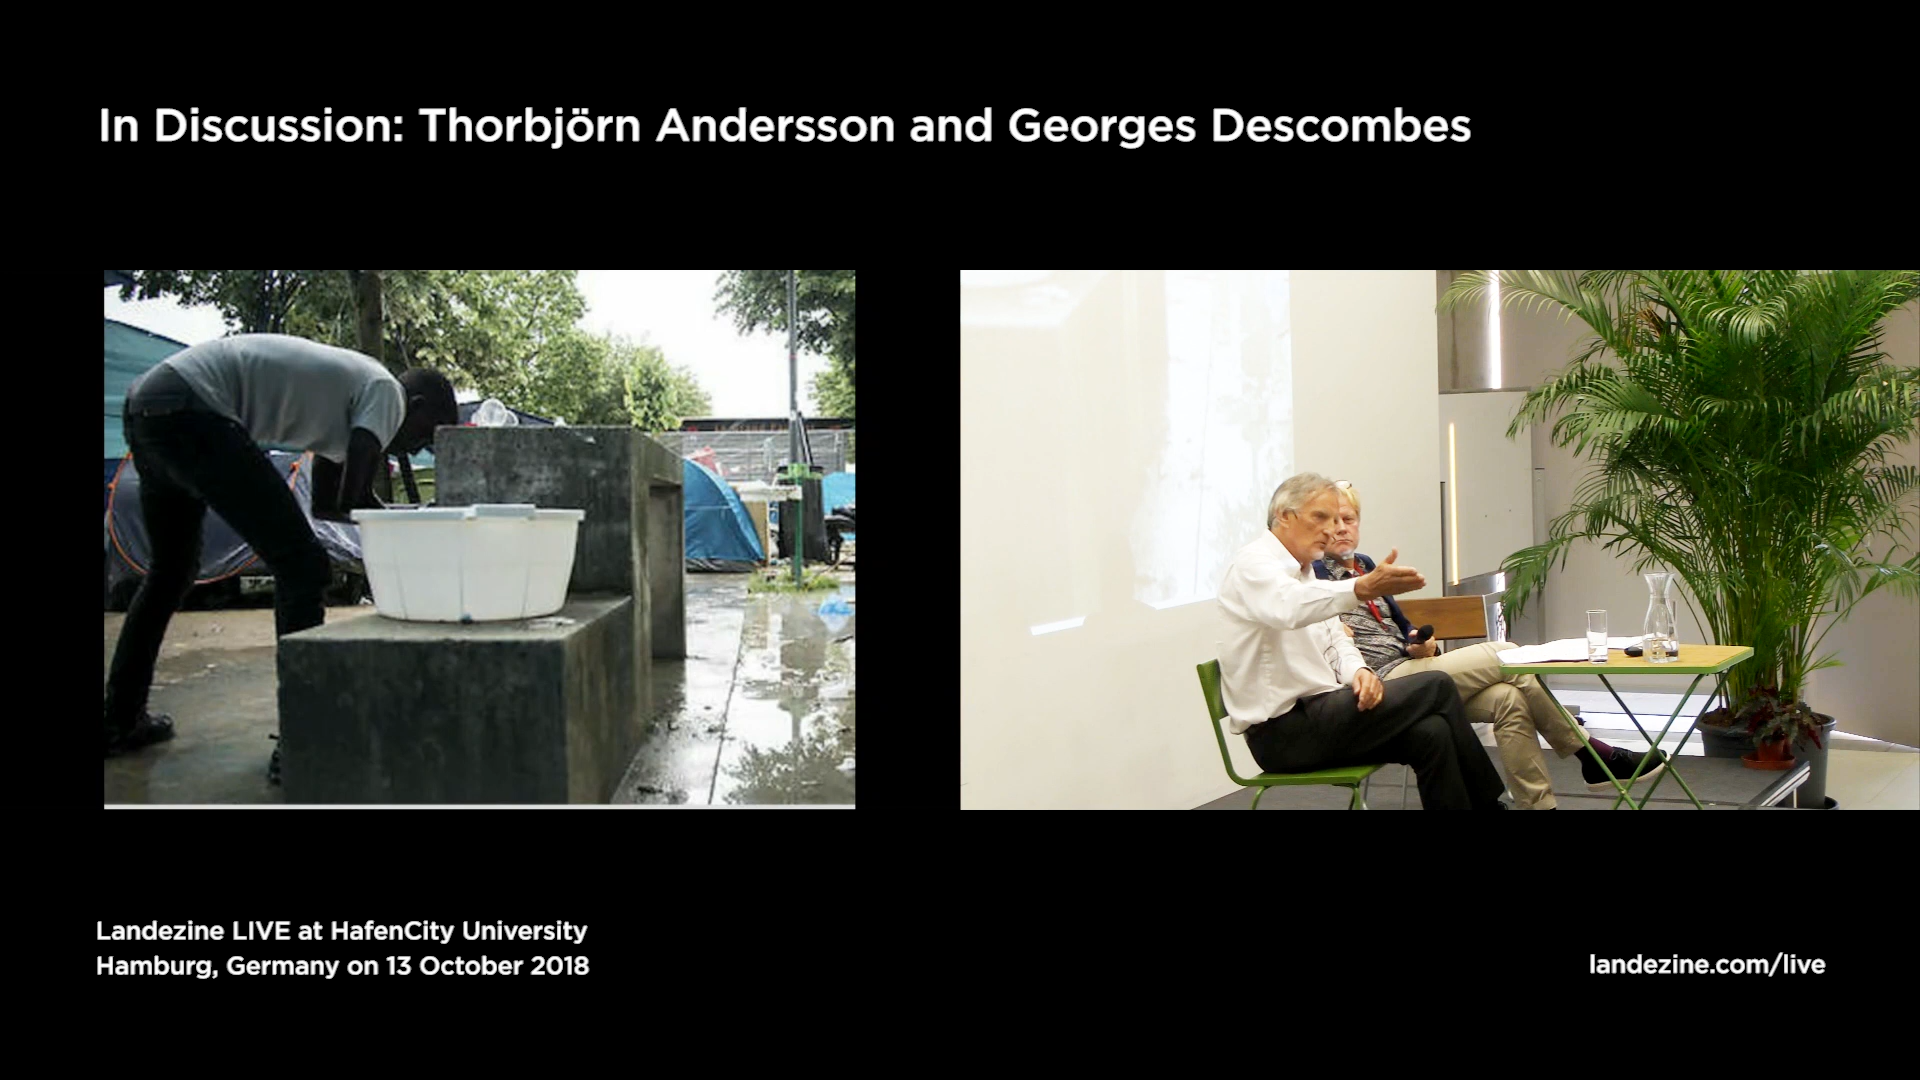 In Discussion: Thorbjörn Andersson and Georges Descombes
Landezine LIVE at HafenCity University
Hamburg, Germany on 13 October 2018
landezine.com/live